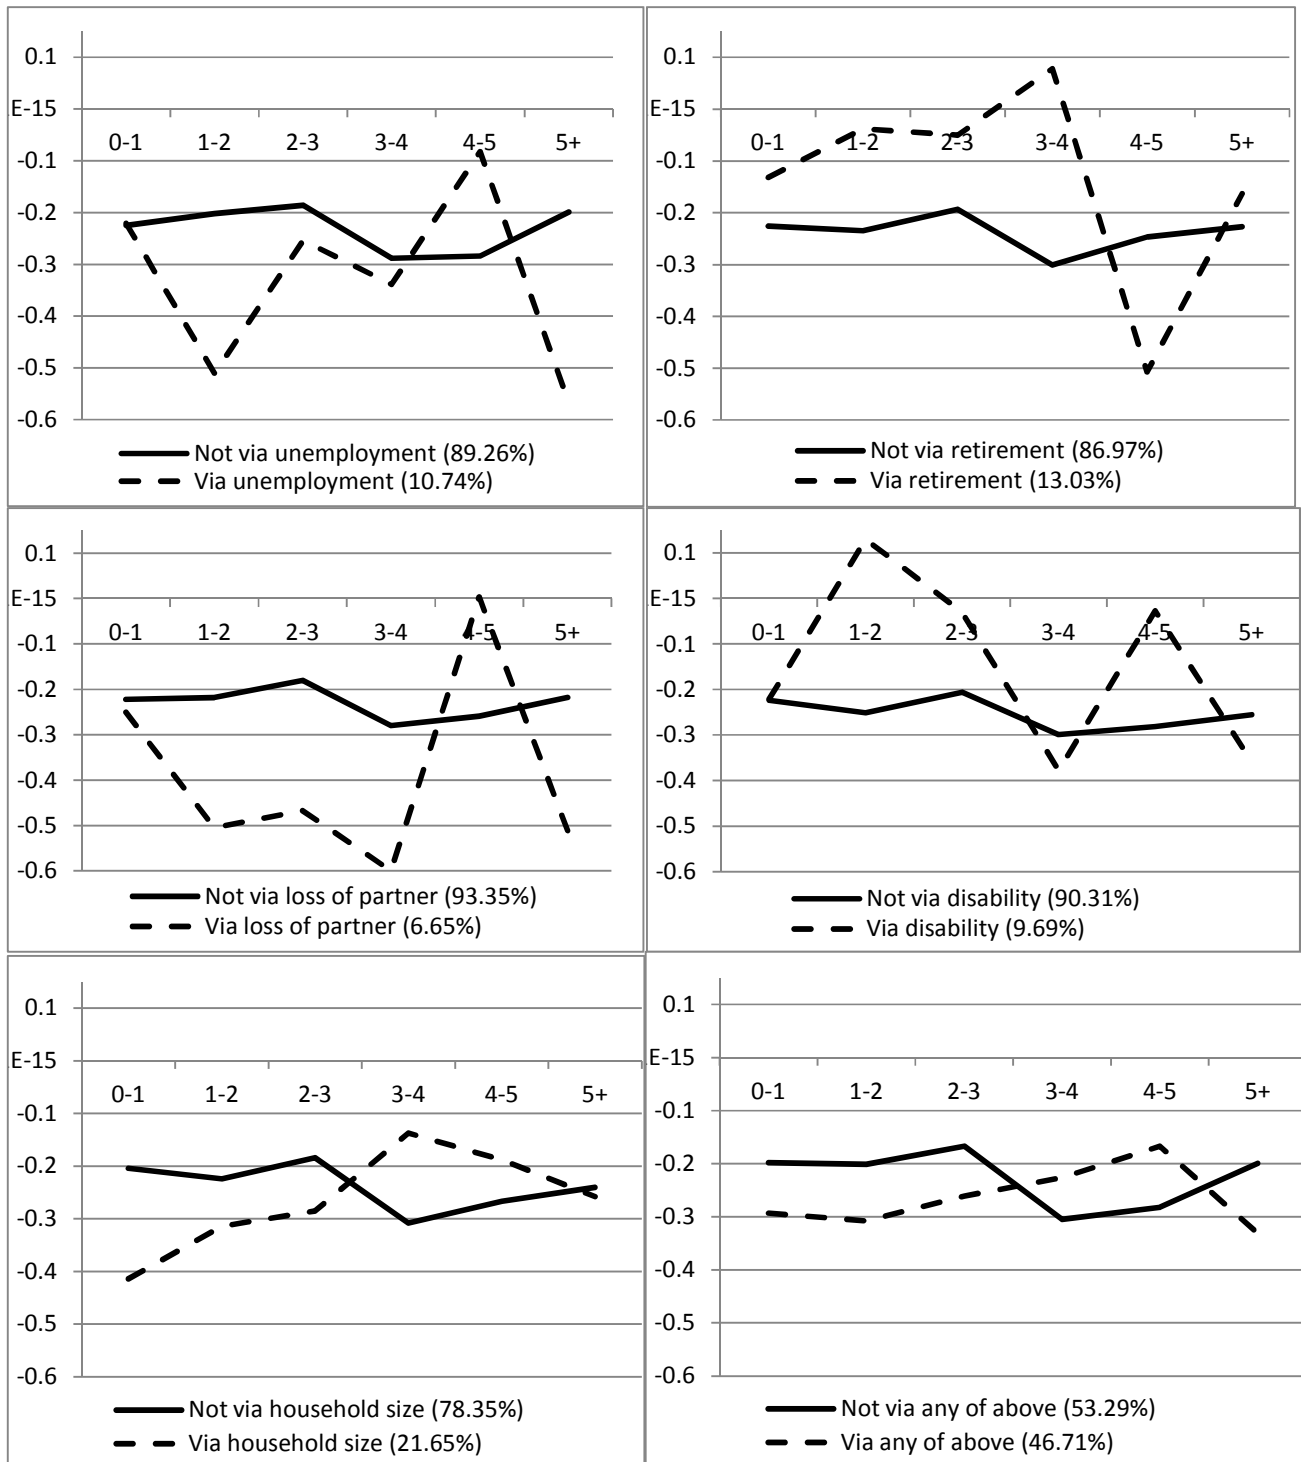 0.1
E-15
-0.1
-0.2
-0.3
-0.4
-0.5
-0.6
0-1 1-2 2-3 3-4 4-5 5+
Not via unemployment (89.26%)
Via unemployment (10.74%)
0.1
E-15
-0.1
-0.2
-0.3
-0.4
-0.5
-0.6
0-1 1-2 2-3 3-4 4-5 5+
Not via retirement (86.97%)
Via retirement (13.03%)
0.1
E-15
-0.1
-0.2
-0.3
-0.4
-0.5
-0.6
0-1 1-2 2-3 3-4 4-5 5+
Not via loss of partner (93.35%)
Via loss of partner (6.65%)
0.1
E-15
-0.1
-0.2
-0.3
-0.4
-0.5
-0.6
0-1 1-2 2-3 3-4 4-5 5+
Not via disability (90.31%)
Via disability (9.69%)
0.1
E-15
-0.1
-0.2
-0.3
-0.4
-0.5
-0.6
0-1 1-2 2-3 3-4 4-5 5+
Not via household size (78.35%)
Via household size (21.65%)
0.1
E-15
-0.1
-0.2
-0.3
-0.4
-0.5
-0.6
0-1 1-2 2-3 3-4 4-5 5+
Not via any of above (53.29%)
Via any of above (46.71%)